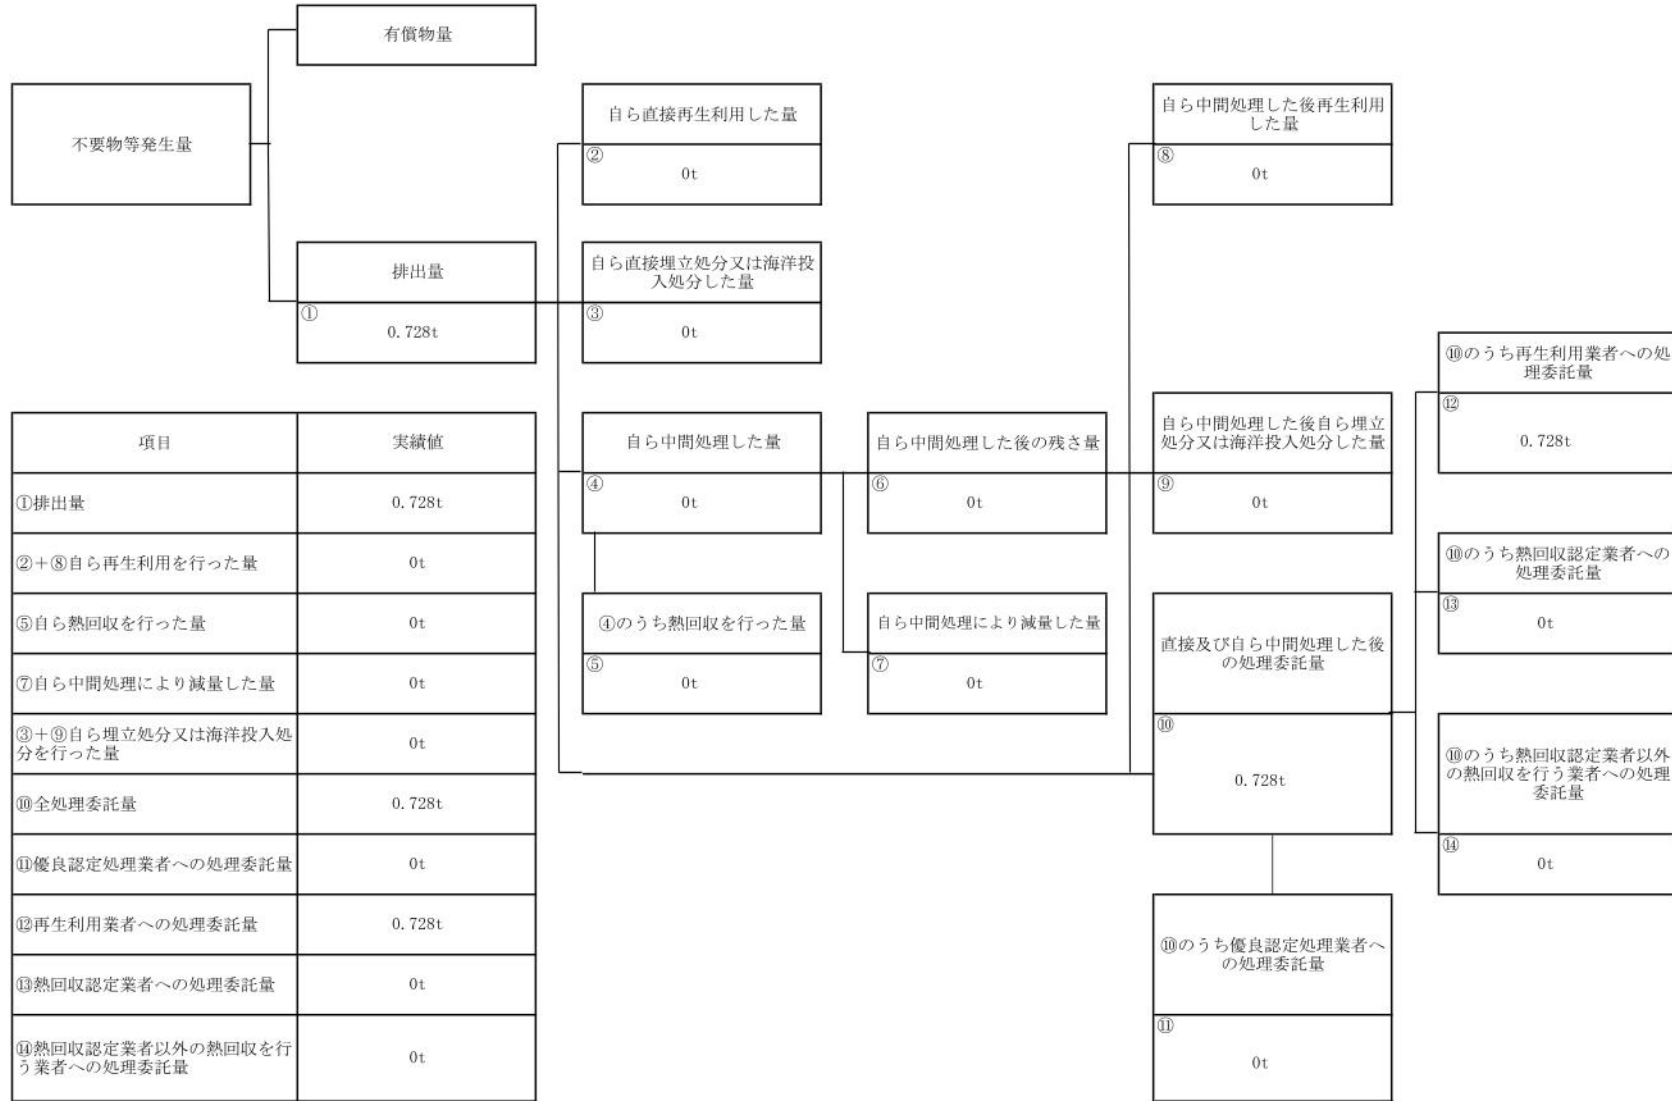 有償物量
不要物等発生量
自ら直接再生利用した量
②
0t
自ら中間処理した後再生利用
した量
⑧
0t
排出量
①
0.728t
自ら直接埋立処分又は海洋投
入処分した量
③
0t
⑩のうち再生利用業者への処
理委託量
⑫
0.728t
自ら中間処理した量
④
0t
自ら中間処理した後の残さ量
⑥
0t
自ら中間処理した後自ら埋立
処分又は海洋投入処分した量
⑨
0t
⑩のうち熱回収認定業者への
処理委託量
⑬
0t
④のうち熱回収を行った量
⑤
0t
自ら中間処理により減量した量
⑦
0t
直接及び自ら中間処理した後
の処理委託量
⑩
0.728t
⑩のうち熱回収認定業者以外
の熱回収を行う業者への処理
委託量
⑭
0t
⑩のうち優良認定処理業者へ
の処理委託量
⑪
0t
項目 実績値
①排出量 0.728t
②＋⑧自ら再生利用を行った量 0t
⑤自ら熱回収を行った量 0t
⑦自ら中間処理により減量した量 0t
③＋⑨自ら埋立処分又は海洋投入処
分を行った量 0t
⑩全処理委託量 0.728t
⑪優良認定処理業者への処理委託量 0t
⑫再生利用業者への処理委託量 0.728t
⑬熱回収認定業者への処理委託量 0t
⑭熱回収認定業者以外の熱回収を行
う業者への処理委託量 0t